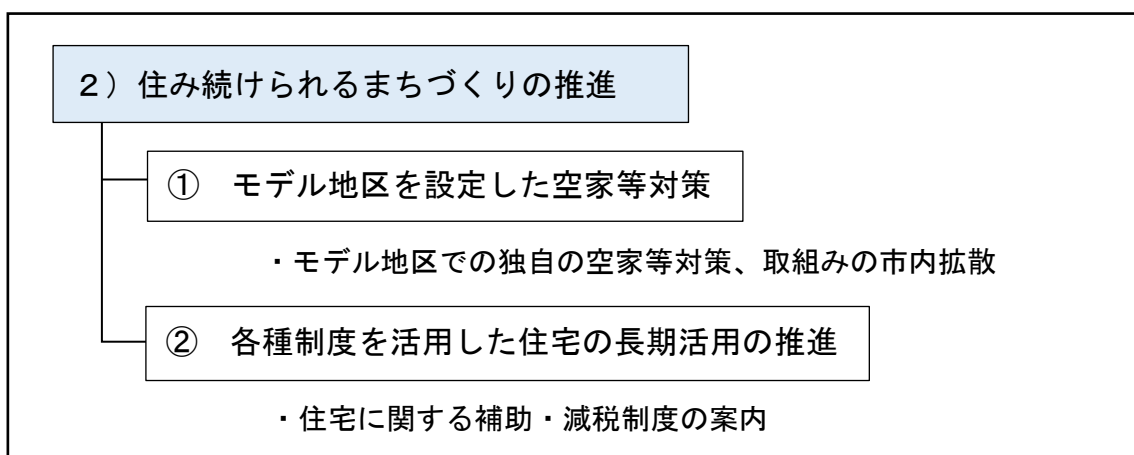 ２）住み続けられるまちづくりの推進
①　モデル地区を設定した空家等対策
・モデル地区での独自の空家等対策、取組みの市内拡散
②　各種制度を活用した住宅の長期活用の推進
・住宅に関する補助・減税制度の案内